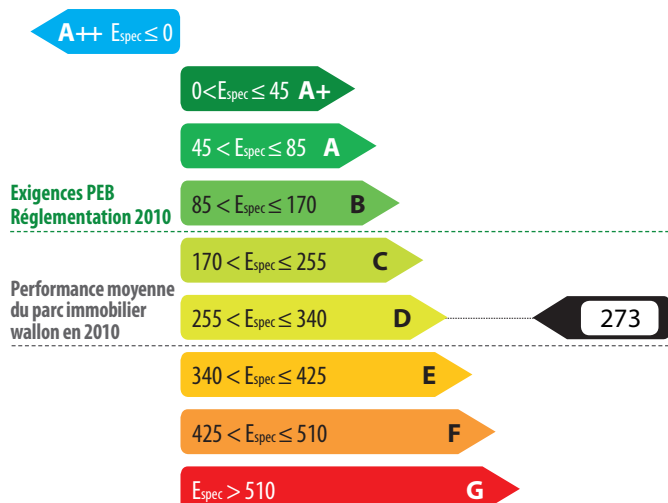 A++ Espec ≤ 0
0<Espec ≤ 45 A+
45 < Espec ≤ 85 A
Exigences PEB
Réglementation 2010
85 < Espec ≤ 170 B
170 < Espec ≤ 255 C
Performance moyenne
du parc immobilier
wallon en 2010
255 < Espec ≤ 340 D
273
340 < Espec ≤ 425 E
425 < Espec ≤ 510 F
Espec > 510 G